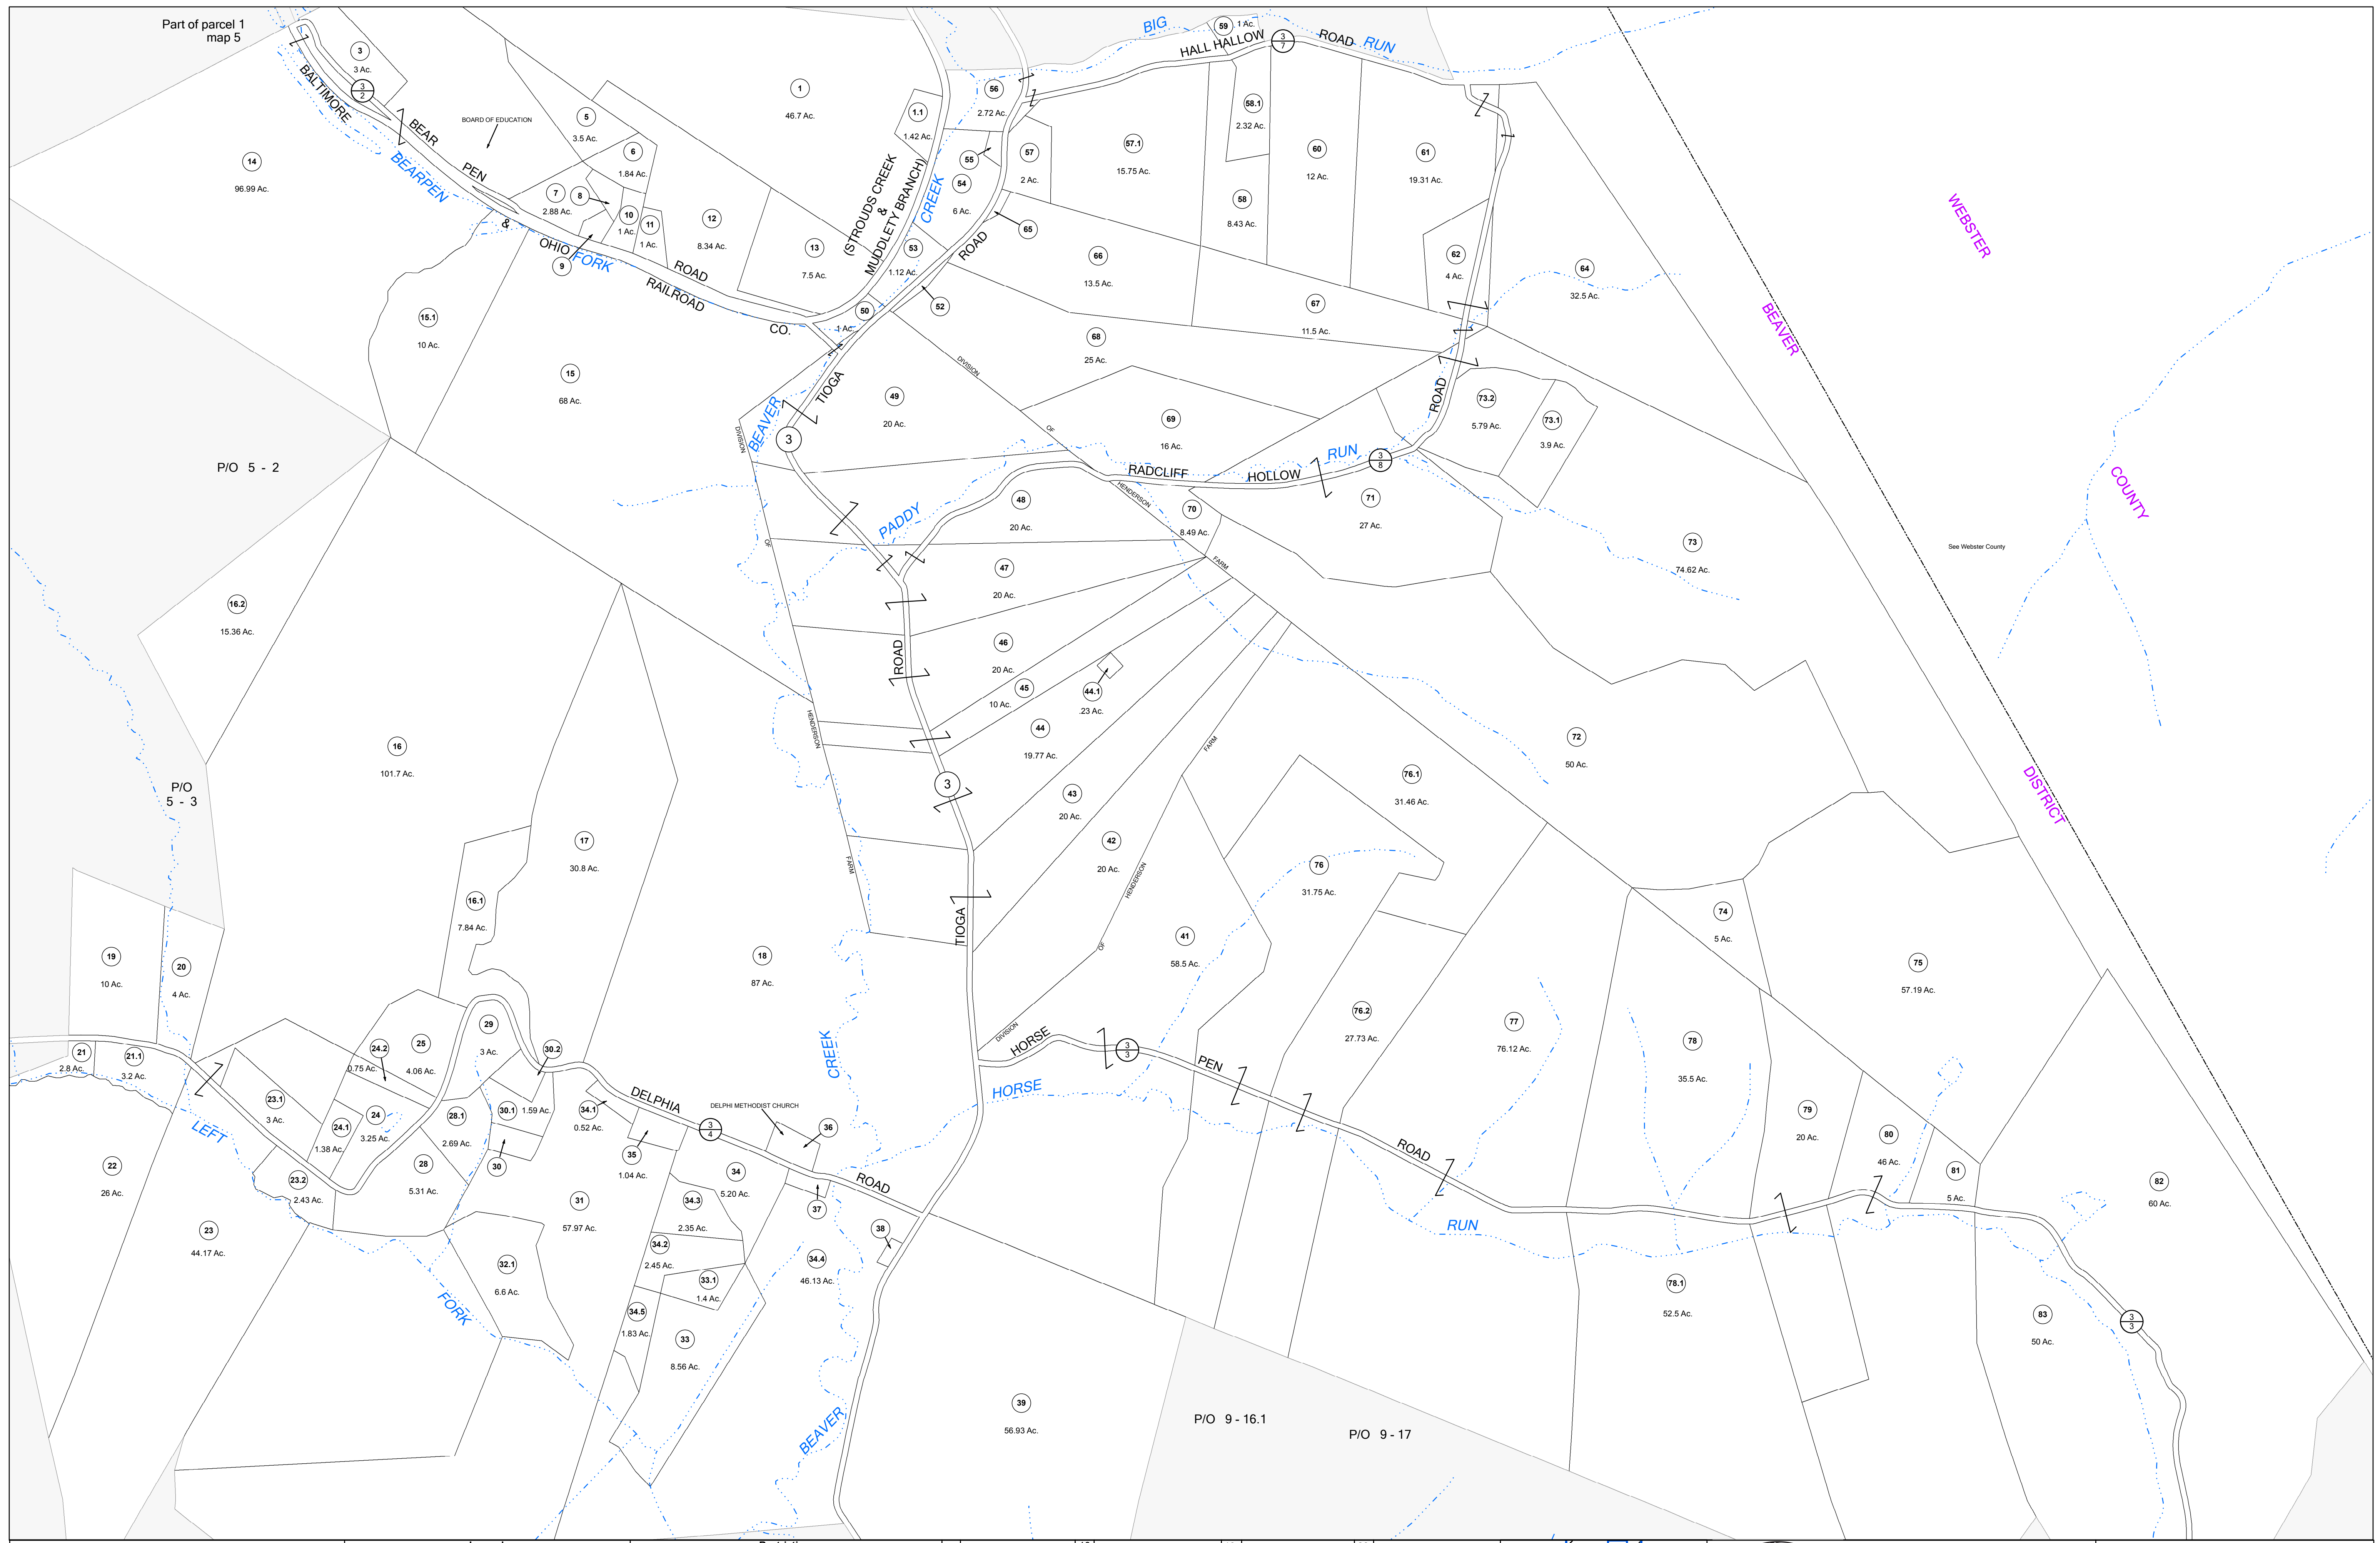 Part of parcel 1
map 5
3
3 Ac.
3
2
BALTIMORE
BEAR
PEN
BOARD OF EDUCATION
BEARPEN
&
OHIO
FORK
ROAD
RAILROAD
CO.
14
96.99 Ac.
5
3.5 Ac.
6
1.84 Ac.
7
2.88 Ac.
8
9
10
1 Ac.
11
1 Ac.
12
8.34 Ac.
13
7.5 Ac.
1
46.7 Ac.
1.1
1.42 Ac.
(STROUDS CREEK
&
MUDDLETY BRANCH)
CREEK
56
2.72 Ac.
55
54
6 Ac.
53
1.12 Ac.
52
50
1 Ac.
57
2 Ac.
65
ROAD
BIG
59
1 Ac.
HALL HALLOW
3
7
ROAD
RUN
57.1
15.75 Ac.
58.1
2.32 Ac.
58
8.43 Ac.
60
12 Ac.
61
19.31 Ac.
62
4 Ac.
64
32.5 Ac.
66
13.5 Ac.
67
11.5 Ac.
68
25 Ac.
WEBSTER
BEAVER
COUNTY
DISTRICT
See Webster County
15.1
10 Ac.
15
68 Ac.
P/O 5 - 2
TIOGA
BEAVER
3
49
20 Ac.
DIVISION
OF
HENDERSON
FARM
DIVISION
OF
HENDERSON
FARM
69
16 Ac.
RADCLIFF
HOLLOW
RUN
3
8
ROAD
73.2
5.79 Ac.
73.1
3.9 Ac.
PADDY
48
20 Ac.
70
8.49 Ac.
71
27 Ac.
73
74.62 Ac.
47
20 Ac.
46
20 Ac.
ROAD
45
10 Ac.
44.1
.23 Ac.
44
19.77 Ac.
3
43
20 Ac.
42
20 Ac.
FARM
HENDERSON
OF
DIVISION
72
50 Ac.
16.2
15.36 Ac.
16
101.7 Ac.
P/O
5 - 3
17
30.8 Ac.
16.1
7.84 Ac.
18
87 Ac.
TIOGA
41
58.5 Ac.
76.1
31.46 Ac.
76
31.75 Ac.
76.2
27.73 Ac.
77
76.12 Ac.
74
5 Ac.
75
57.19 Ac.
78
35.5 Ac.
79
20 Ac.
80
46 Ac.
81
5 Ac.
82
60 Ac.
19
10 Ac.
20
4 Ac.
21
2.8 Ac.
21.1
3.2 Ac.
22
26 Ac.
LEFT
23.1
3 Ac.
24.2
0.75 Ac.
25
4.06 Ac.
24
3.25 Ac.
24.1
1.38 Ac.
23.2
2.43 Ac.
29
3 Ac.
30.2
30.1
1.59 Ac.
28.1
2.69 Ac.
28
5.31 Ac.
30
34.1
0.52 Ac.
DELPHIA
3
4
DELPHI METHODIST CHURCH
36
35
1.04 Ac.
34
5.20 Ac.
ROAD
37
CREEK
HORSE
3
3
PEN
HORSE
ROAD
RUN
23
44.17 Ac.
31
57.97 Ac.
34.3
2.35 Ac.
34.2
2.45 Ac.
33.1
1.4 Ac.
34.5
1.83 Ac.
33
8.56 Ac.
34.4
46.13 Ac.
38
32.1
6.6 Ac.
FORK
BEAVER
39
56.93 Ac.
P/O 9 - 16.1
P/O 9 - 17
78.1
52.5 Ac.
83
50 Ac.
3
3